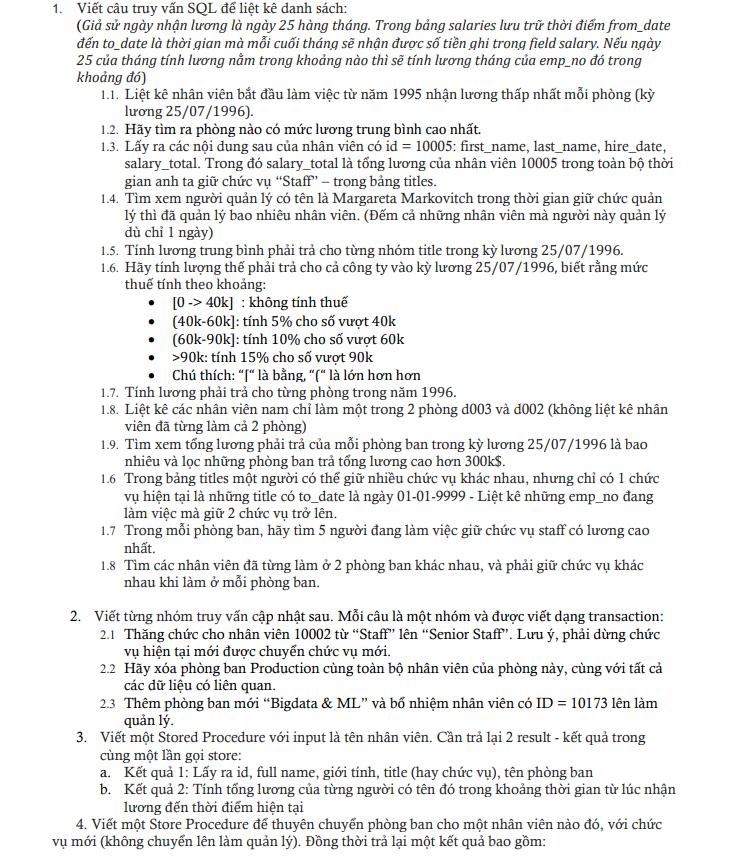 1. Viết câu truy vấn SQL để liệt kê danh sách:
(Giả sử ngày nhận lương là ngày 25 hàng tháng. Trong bảng salaries lưu trữ thời điểm from_date
đến to_date là thời gian mà mỗi cuối tháng sẽ nhận được số tiền ghi trong field salary. Nếu ngày
25 của tháng tính lương nằm trong khoảng nào thì sẽ tính lương tháng của emp_no đó trong
khoảng đó)
1.1. Liệt kê nhân viên bắt đầu làm việc từ năm 1995 nhận lương thấp nhất mỗi phòng (kỳ
lương 25/07/1996).
1.2. Hãy tìm ra phòng nào có mức lương trung bình cao nhất.
1.3. Lấy ra các nội dung sau của nhân viên có id = 10005: first_name, last_name, hire_date,
salary_total. Trong đó salary_total là tổng lương của nhân viên 10005 trong toàn bộ thời
gian anh ta giữ chức vụ “Staff” – trong bảng titles.
1.4. Tìm xem người quản lý có tên là Margareta Markovitch trong thời gian giữ chức quản
lý thì đã quản lý bao nhiêu nhân viên. (Đếm cả những nhân viên mà người này quản lý
dù chỉ 1 ngày)
1.5. Tính lương trung bình phải trả cho từng nhóm title trong kỳ lương 25/07/1996.
1.6. Hãy tính lượng thế phải trả cho cả công ty vào kỳ lương 25/07/1996, biết rằng mức
thuế tính theo khoảng:
• [0 -> 40k] : không tính thuế
• (40k-60k]: tính 5% cho số vượt 40k
• (60k-90k]: tính 10% cho số vượt 60k
• >90k: tính 15% cho số vượt 90k
• Chú thích: “[“ là bằng, “(“ là lớn hơn hơn
1.7. Tính lương phải trả cho từng phòng trong năm 1996.
1.8. Liệt kê các nhân viên nam chỉ làm một trong 2 phòng d003 và d002 (không liệt kê nhân
viên đã từng làm cả 2 phòng)
1.9. Tìm xem tổng lương phải trả của mỗi phòng ban trong kỳ lương 25/07/1996 là bao
nhiêu và lọc những phòng ban trả tổng lương cao hơn 300k$.
1.6 Trong bảng titles một người có thể giữ nhiều chức vụ khác nhau, nhưng chỉ có 1 chức
vụ hiện tại là những title có to_date là ngày 01-01-9999 - Liệt kê những emp_no đang
làm việc mà giữ 2 chức vụ trở lên.
1.7 Trong mỗi phòng ban, hãy tìm 5 người đang làm việc giữ chức vụ staff có lương cao
nhất.
1.8 Tìm các nhân viên đã từng làm ở 2 phòng ban khác nhau, và phải giữ chức vụ khác
nhau khi làm ở mỗi phòng ban.
2. Viết từng nhóm truy vấn cập nhật sau. Mỗi câu là một nhóm và được viết dạng transaction:
2.1 Thăng chức cho nhân viên 10002 từ “Staff” lên “Senior Staff”. Lưu ý, phải dừng chức
vụ hiện tại mới được chuyển chức vụ mới.
2.2 Hãy xóa phòng ban Production cùng toàn bộ nhân viên của phòng này, cùng với tất cả
các dữ liệu có liên quan.
2.3 Thêm phòng ban mới “Bigdata & ML” và bổ nhiệm nhân viên có ID = 10173 lên làm
quản lý.
3. Viết một Stored Procedure với input là tên nhân viên. Cần trả lại 2 result - kết quả trong
cùng một lần gọi store:
a. Kết quả 1: Lấy ra id, full name, giới tính, title (hay chức vụ), tên phòng ban
b. Kết quả 2: Tính tổng lương của từng người có tên đó trong khoảng thời gian từ lúc nhận
lương đến thời điểm hiện tại
4. Viết một Store Procedure để thuyên chuyển phòng ban cho một nhân viên nào đó, với chức
vụ mới (không chuyển lên làm quản lý). Đồng thời trả lại một kết quả bao gồm: